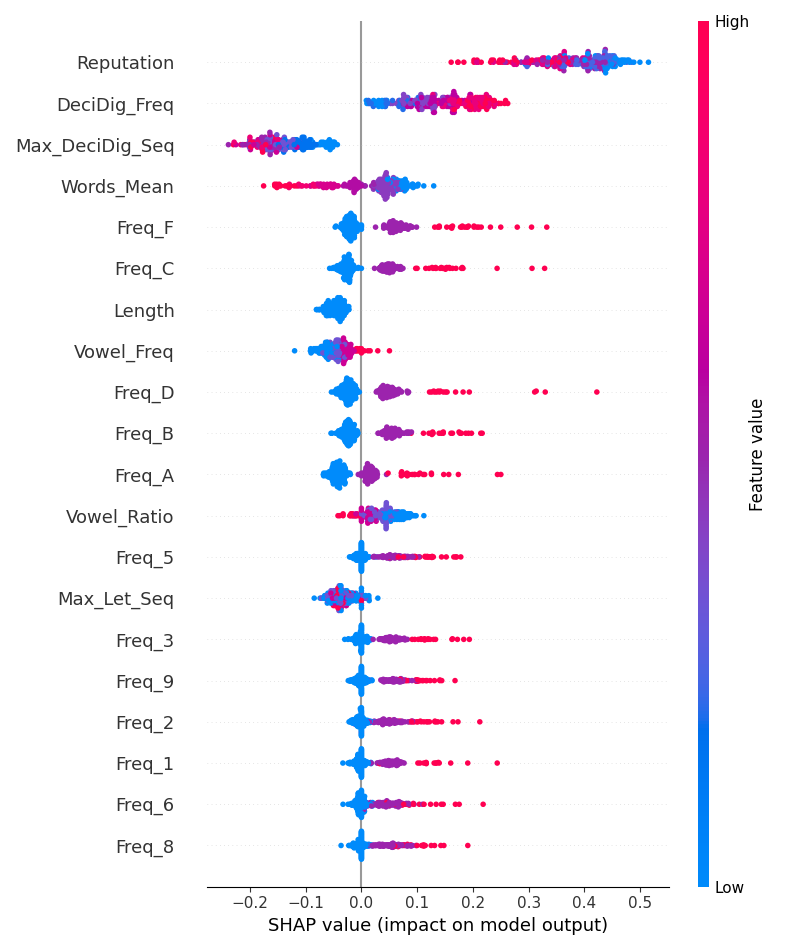 High
Reputation
DeciDig_Freq
Max_DeciDig_Seq
Words_Mean
Freq_F
Freq_C
Length
Vowel_Freq
Freq_D
Freq_B
Freq_A
Vowel_Ratio
Freq_5
Max_Let_Seq
Freq_3
Freq_9
Freq_2
Freq_1
Freq_6
Freq_8
Feature value
Low
−0.2 −0.1 0.0 0.1 0.2 0.3 0.4 0.5
SHAP value (impact on model output)